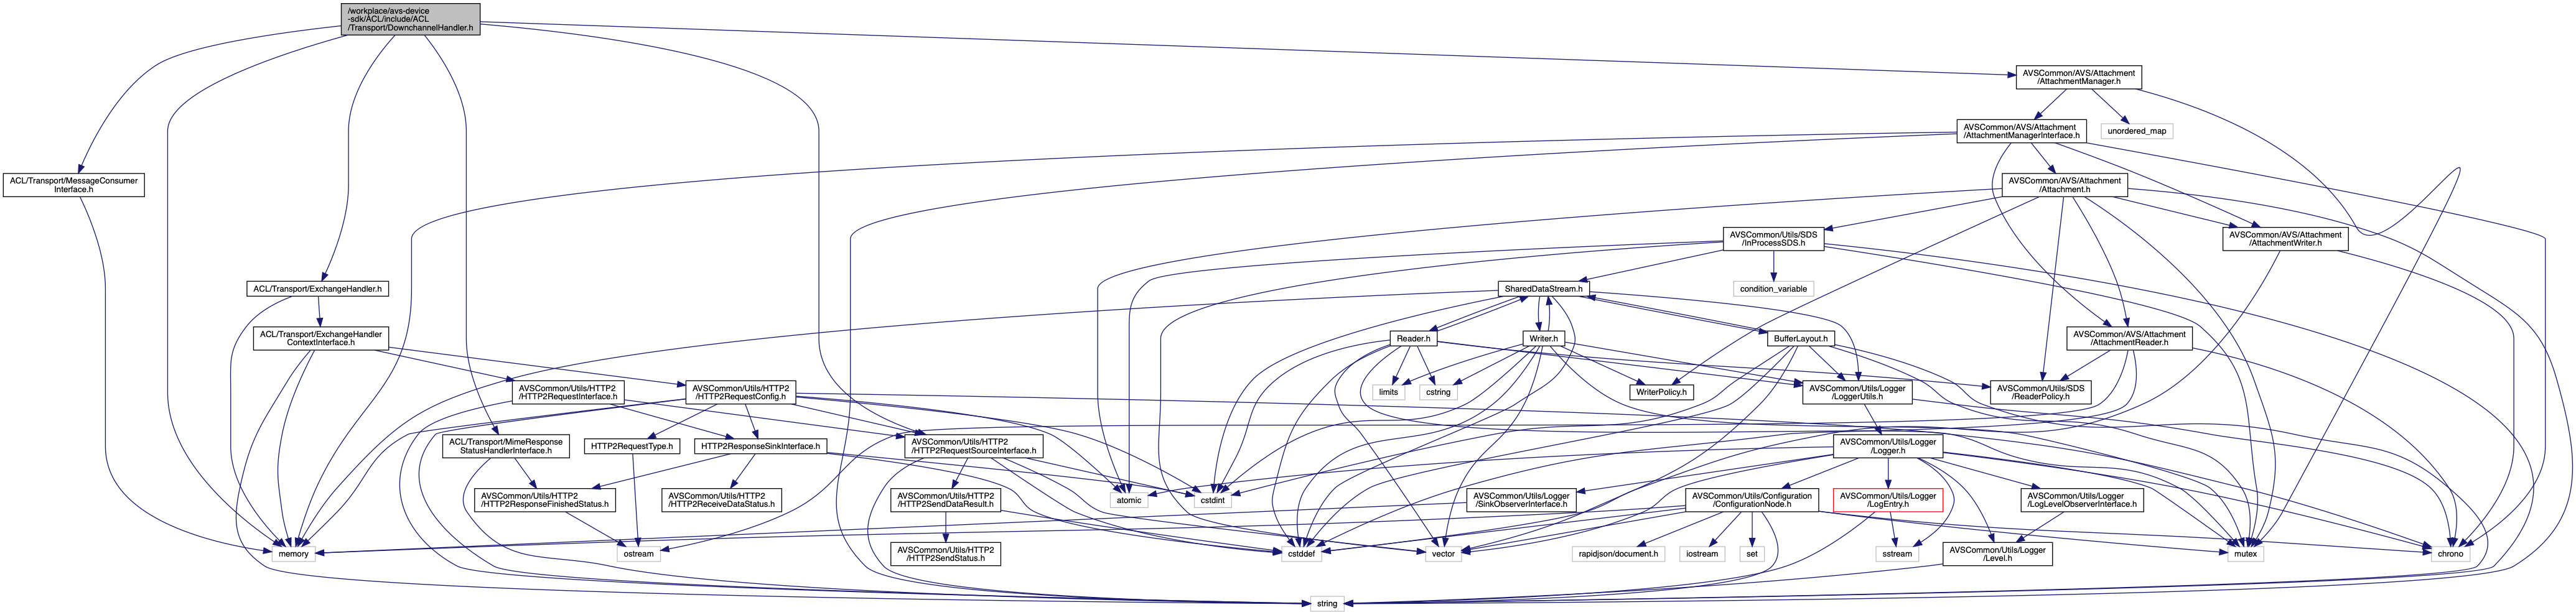 /workplace/avs-device
-sdk/ACL/include/ACL
/Transport/DownchannelHandler.h
AVSCommon/AVS/Attachment
/AttachmentManager.h
unordered_map
AVSCommon/AVS/Attachment
/AttachmentManagerInterface.h
ACL/Transport/MessageConsumer
Interface.h
AVSCommon/AVS/Attachment
/Attachment.h
AVSCommon/Utils/SDS
/InProcessSDS.h
AVSCommon/AVS/Attachment
/AttachmentWriter.h
ACL/Transport/ExchangeHandler.h
SharedDataStream.h
condition_variable
ACL/Transport/ExchangeHandler
ContextInterface.h
Reader.h
Writer.h
BufferLayout.h
AVSCommon/AVS/Attachment
/AttachmentReader.h
AVSCommon/Utils/HTTP2
/HTTP2RequestInterface.h
AVSCommon/Utils/HTTP2
/HTTP2RequestConfig.h
limits
cstring
WriterPolicy.h
AVSCommon/Utils/Logger
/LoggerUtils.h
AVSCommon/Utils/SDS
/ReaderPolicy.h
ACL/Transport/MimeResponse
StatusHandlerInterface.h
HTTP2RequestType.h
HTTP2ResponseSinkInterface.h
AVSCommon/Utils/HTTP2
/HTTP2RequestSourceInterface.h
AVSCommon/Utils/Logger
/Logger.h
AVSCommon/Utils/HTTP2
/HTTP2ResponseFinishedStatus.h
AVSCommon/Utils/HTTP2
/HTTP2ReceiveDataStatus.h
AVSCommon/Utils/HTTP2
/HTTP2SendDataResult.h
atomic
cstdint
AVSCommon/Utils/Logger
/SinkObserverInterface.h
AVSCommon/Utils/Configuration
/ConfigurationNode.h
AVSCommon/Utils/Logger
/LogEntry.h
AVSCommon/Utils/Logger
/LogLevelObserverInterface.h
memory
ostream
AVSCommon/Utils/HTTP2
/HTTP2SendStatus.h
cstddef
vector
rapidjson/document.h
iostream
set
sstream
AVSCommon/Utils/Logger
/Level.h
mutex
chrono
string